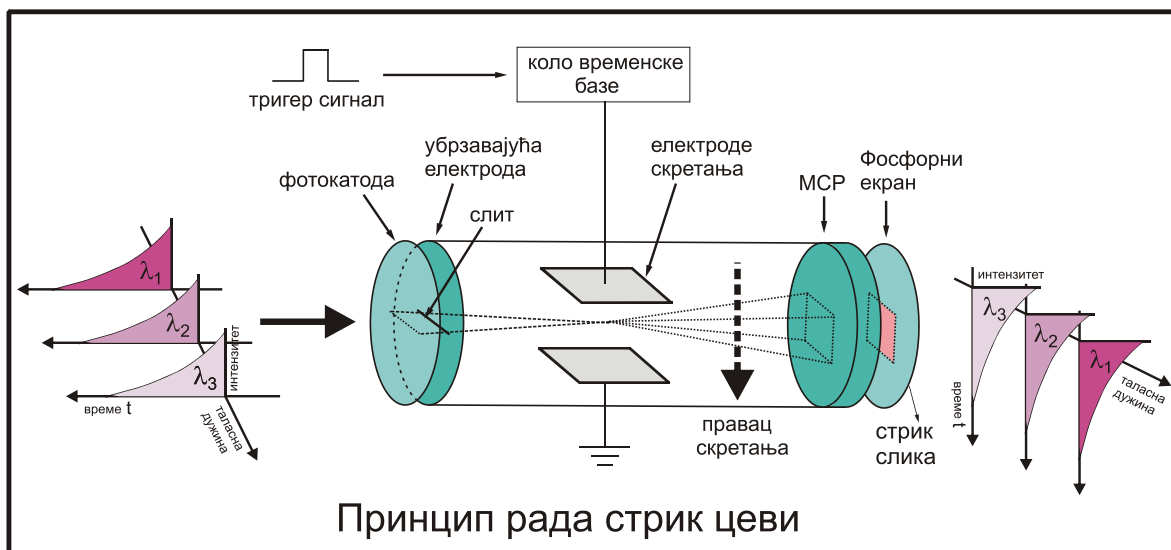 тригер сигнал
коло временске
базе
фотокатода
убрзавајућа
електрода
слит
електроде
скретања
MCP
Фосфорни
екран
λ1
λ2
λ3
интензитет
време t
таласна
дужина
правац
скретања
стрик
слика
интензитет
λ3
λ2
λ1
време t
таласна
дужина
Принцип рада стрик цеви